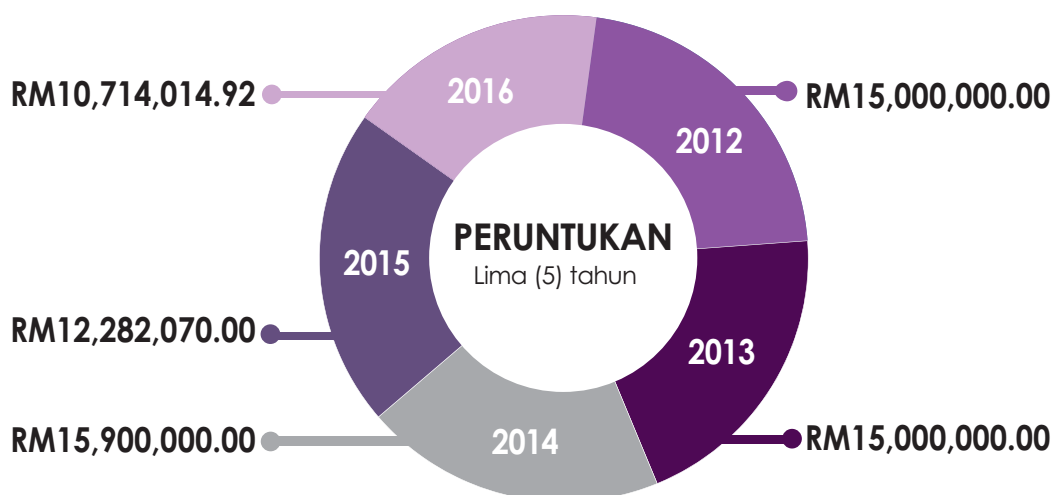 2016
RM10,714,014.92
RM15,000,000.00
2012
PERUNTUKAN
Lima (5) tahun
2015
RM12,282,070.00
2013
RM15,900,000.00
2014
RM15,000,000.00